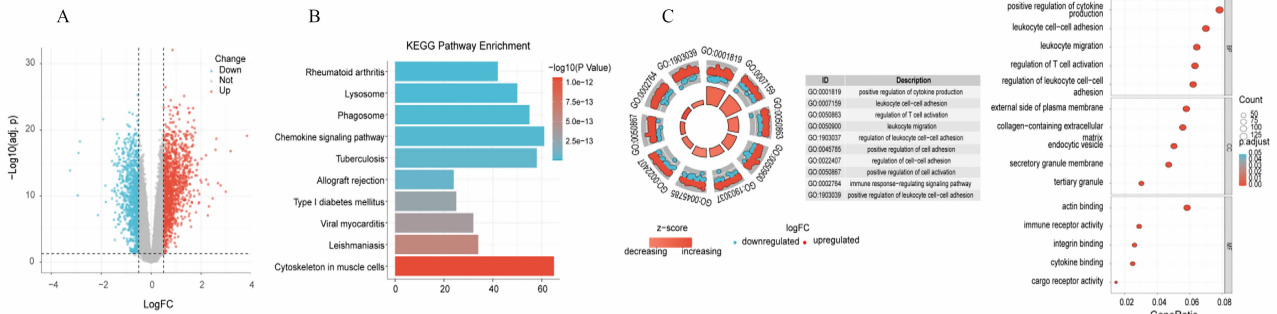 A
−Log10(adj. p)
30
20
10
0
−4
−2
0
2
4
LogFC
Change
Down
Not
Up
B
KEGG Pathway Enrichment
Rheumatoid arthritis
Lysosome
Phagosome
Chemokine signaling pathway
Tuberculosis
Allograft rejection
Type I diabetes mellitus
Viral myocarditis
Leishmaniasis
Cytoskeleton in muscle cells
0
20
40
60
−log10(P Value)
1.0e−12
7.5e−13
5.0e−13
2.5e−13
C
GO:0001819
GO:0007159
GO:0050863
GO:0050900
GO:1903037
GO:0045785
GO:0022407
GO:0050867
GO:0002764
GO:1903039
z-score
decreasing increasing
logFC
downregulated upregulated
ID Description
GO:0001819 positive regulation of cytokine production
GO:0007159 leukocyte cell−cell adhesion
GO:0050863 regulation of T cell activation
GO:0050900 leukocyte migration
GO:1903037 regulation of leukocyte cell−cell adhesion
GO:0045785 positive regulation of cell adhesion
GO:0022407 regulation of cell−cell adhesion
GO:0050867 positive regulation of cell activation
GO:0002764 immune response−regulating signaling pathway
GO:1903039 positive regulation of leukocyte cell−cell adhesion
positive regulation of cytokine
production
leukocyte cell−cell adhesion
leukocyte migration
regulation of T cell activation
regulation of leukocyte cell−cell
adhesion
external side of plasma membrane
collagen−containing extracellular
matrix
endocytic vesicle
secretory granule membrane
tertiary granule
actin binding
immune receptor activity
integrin binding
cytokine binding
cargo receptor activity
0.02
0.04
0.06
0.08
GeneRatio
BP
CC
MF
Count
50
75
100
125
p.adjust
0.05
0.04
0.03
0.02
0.01
0.00